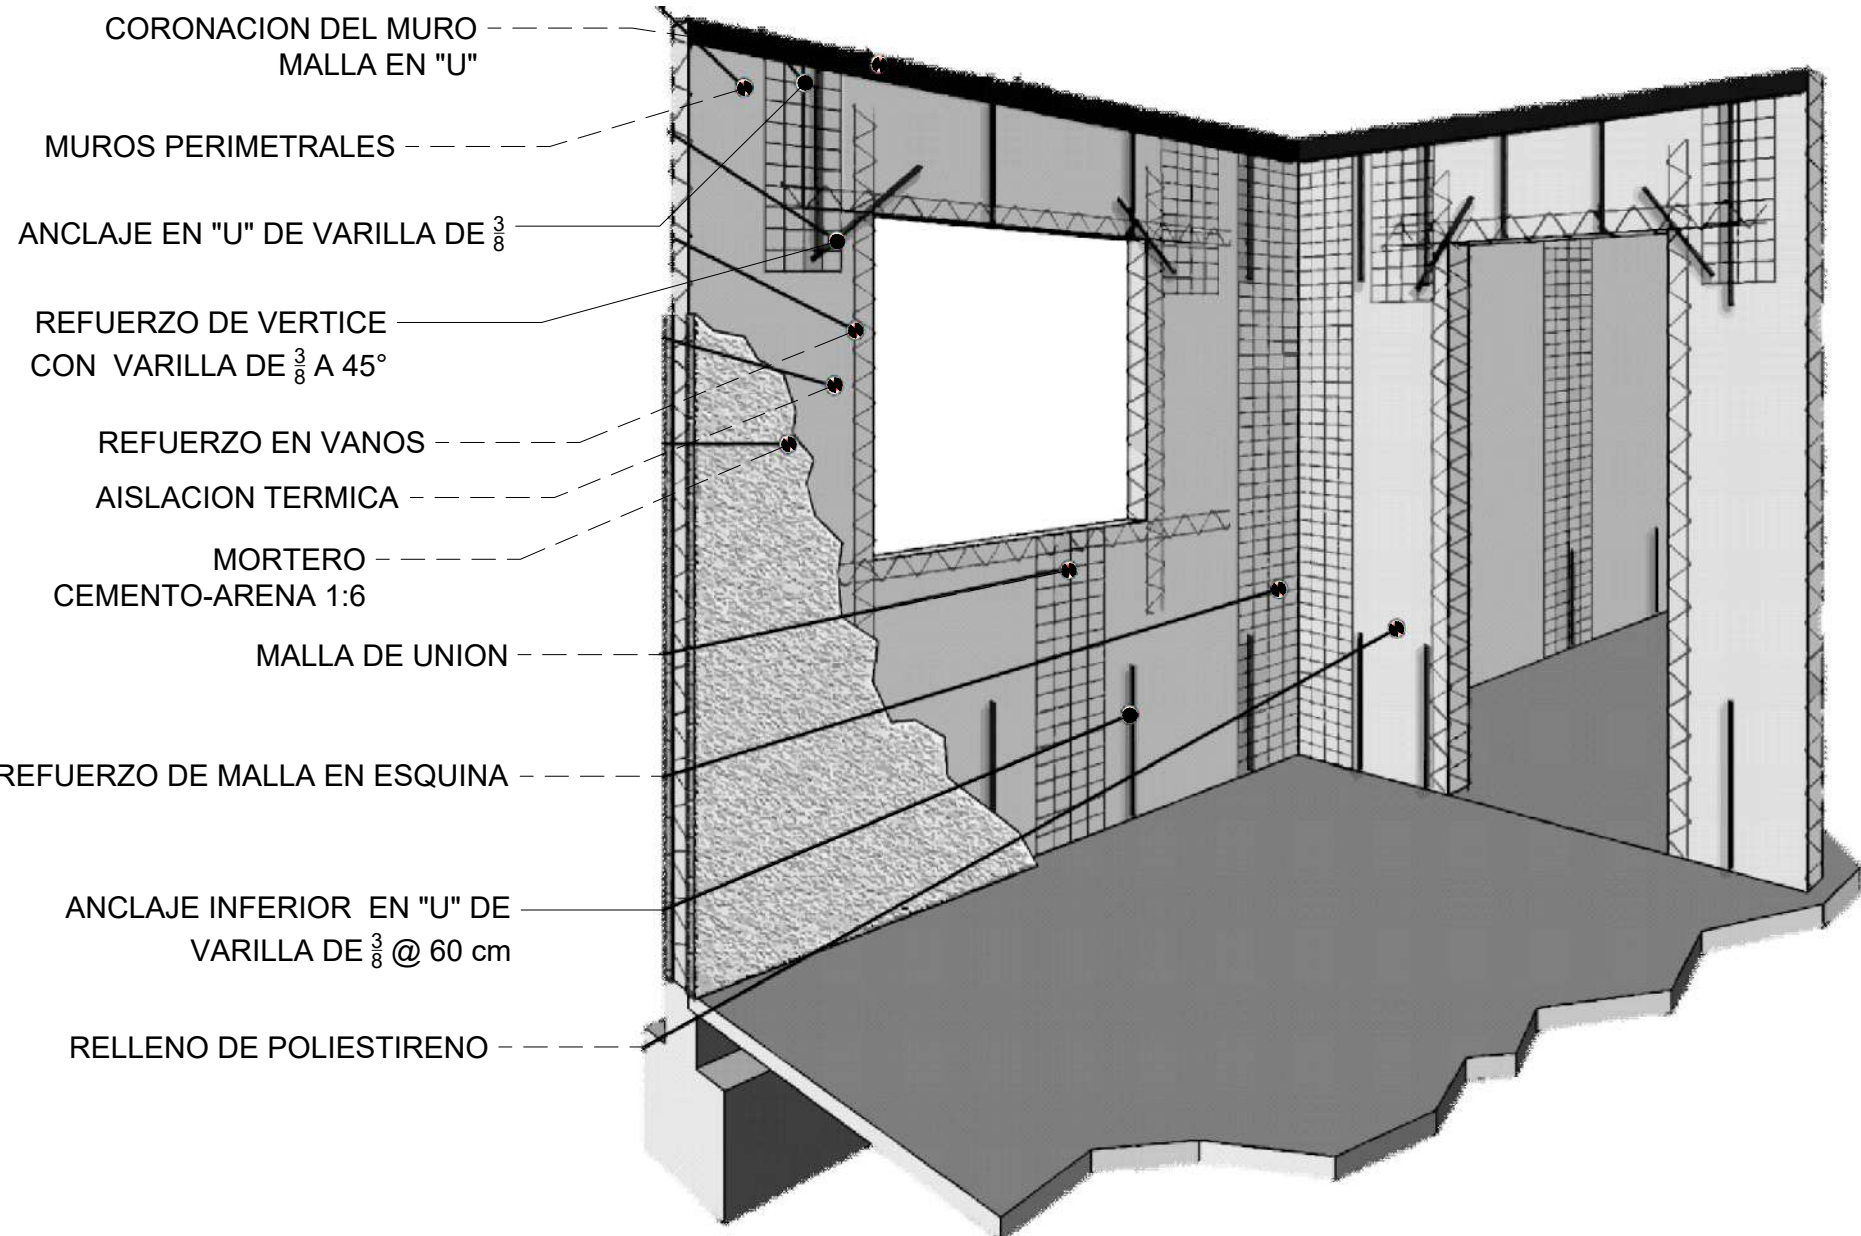 CORONACION DEL MURO
MALLA EN "U"
MUROS PERIMETRALES
ANCLAJE EN "U" DE VARILLA DE 3/8
REFUERZO DE VERTICE
CON VARILLA DE 3/8 A 45°
REFUERZO EN VANOS
AISLACION TERMICA
MORTERO
CEMENTO-ARENA 1:6
MALLA DE UNION
REFUERZO DE MALLA EN ESQUINA
ANCLAJE INFERIOR EN "U" DE
VARILLA DE 3/8 @ 60 cm
RELLENO DE POLIESTIRENO